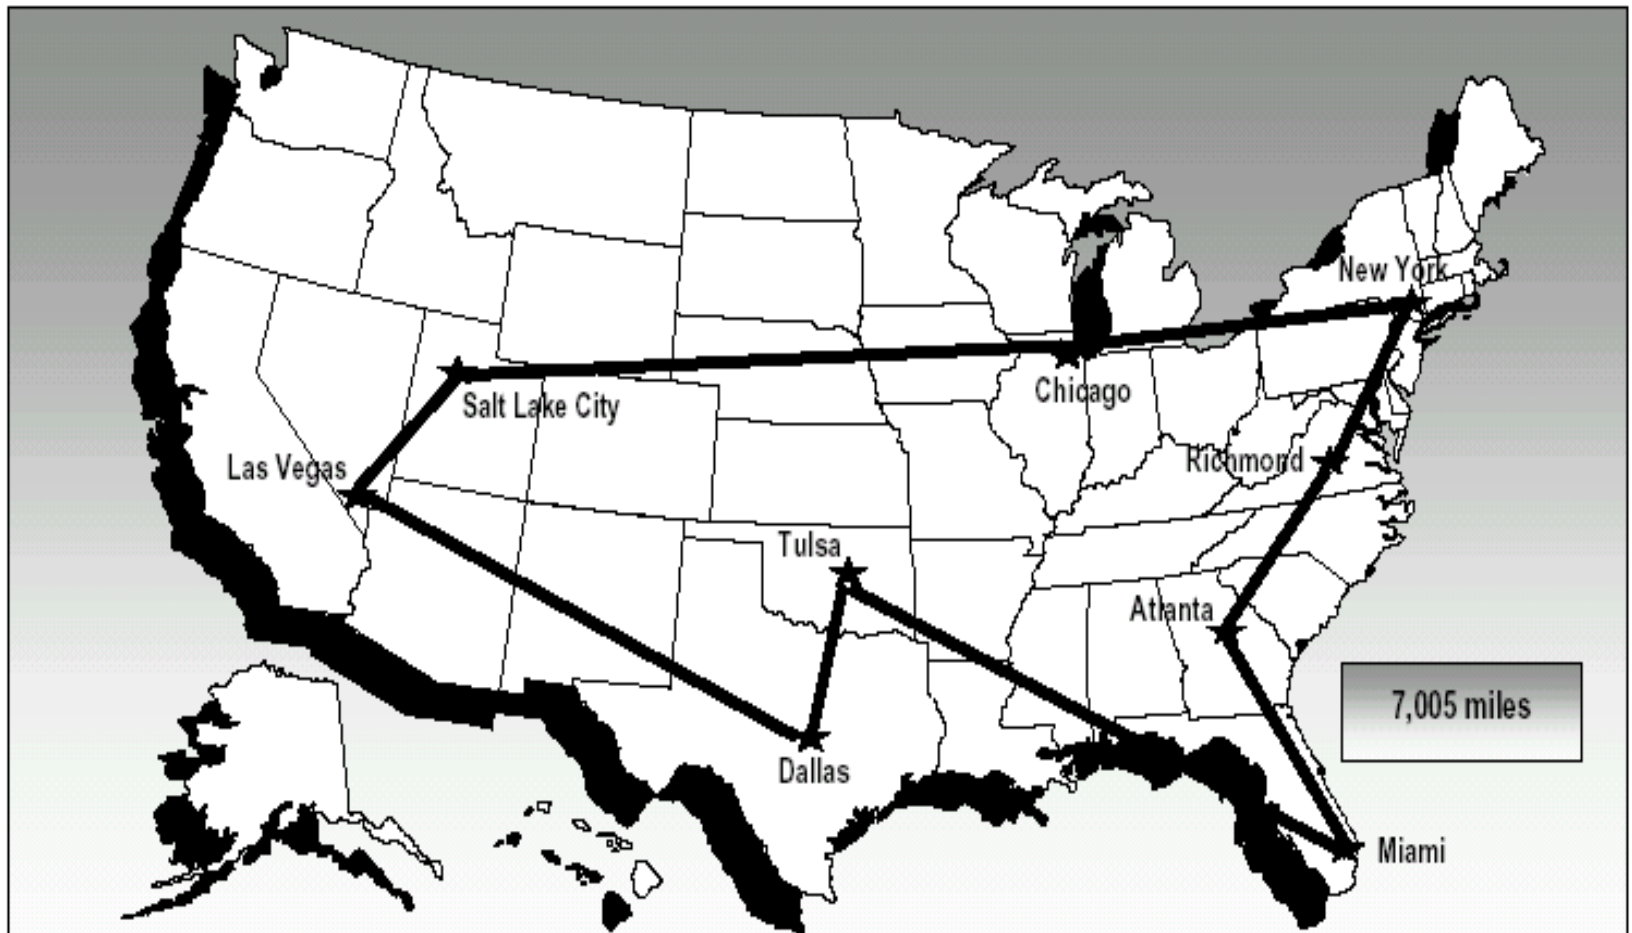 New York
Chicago
Salt Lake City
Las Vegas
Richmond
Tulsa
Atlanta
7,005 miles
Dallas
Miami